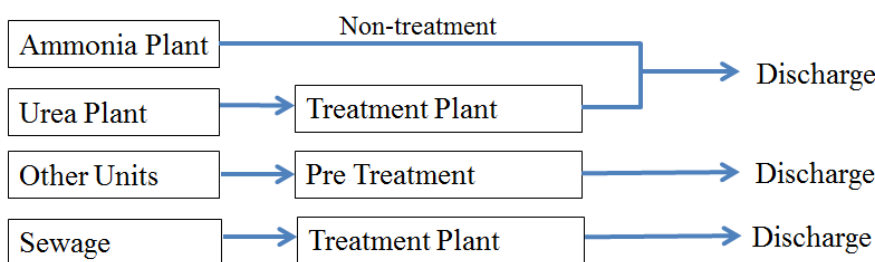 Non-treatment
Ammonia Plant
Discharge
Urea Plant
Treatment Plant
Other Units
Pre Treatment
Discharge
Sewage
Treatment Plant
Discharge